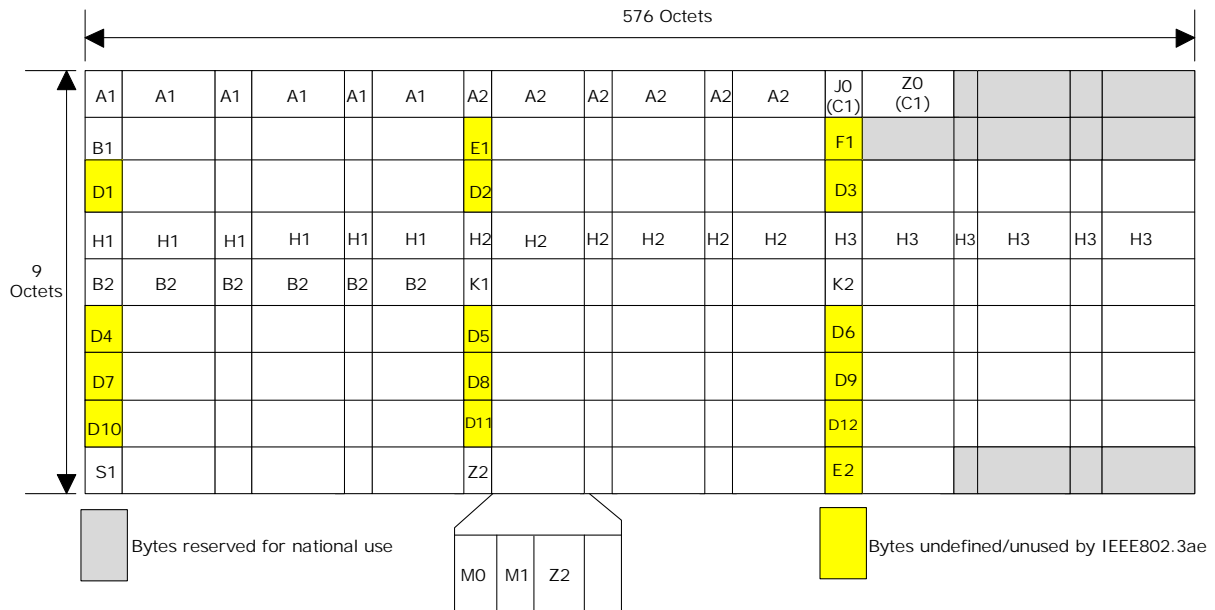 576 Octets
A1 A1 A1 A1 A1 A1 A2 A2 A2 A2 A2 A2 J0 (C1) Z0 (C1)
B1 E1 F1
D1 D2 D3
H1 H1 H1 H1 H1 H1 H2 H2 H2 H2 H2 H2 H3 H3 H3 H3 H3 H3
9 Octets
B2 B2 B2 B2 B2 B2 K1 K2
D4 D5 D6
D7 D8 D9
D10 D11 D12
S1 Z2 E2
Bytes reserved for national use
Bytes undefined/unused by IEEE802.3ae
M0 M1 Z2